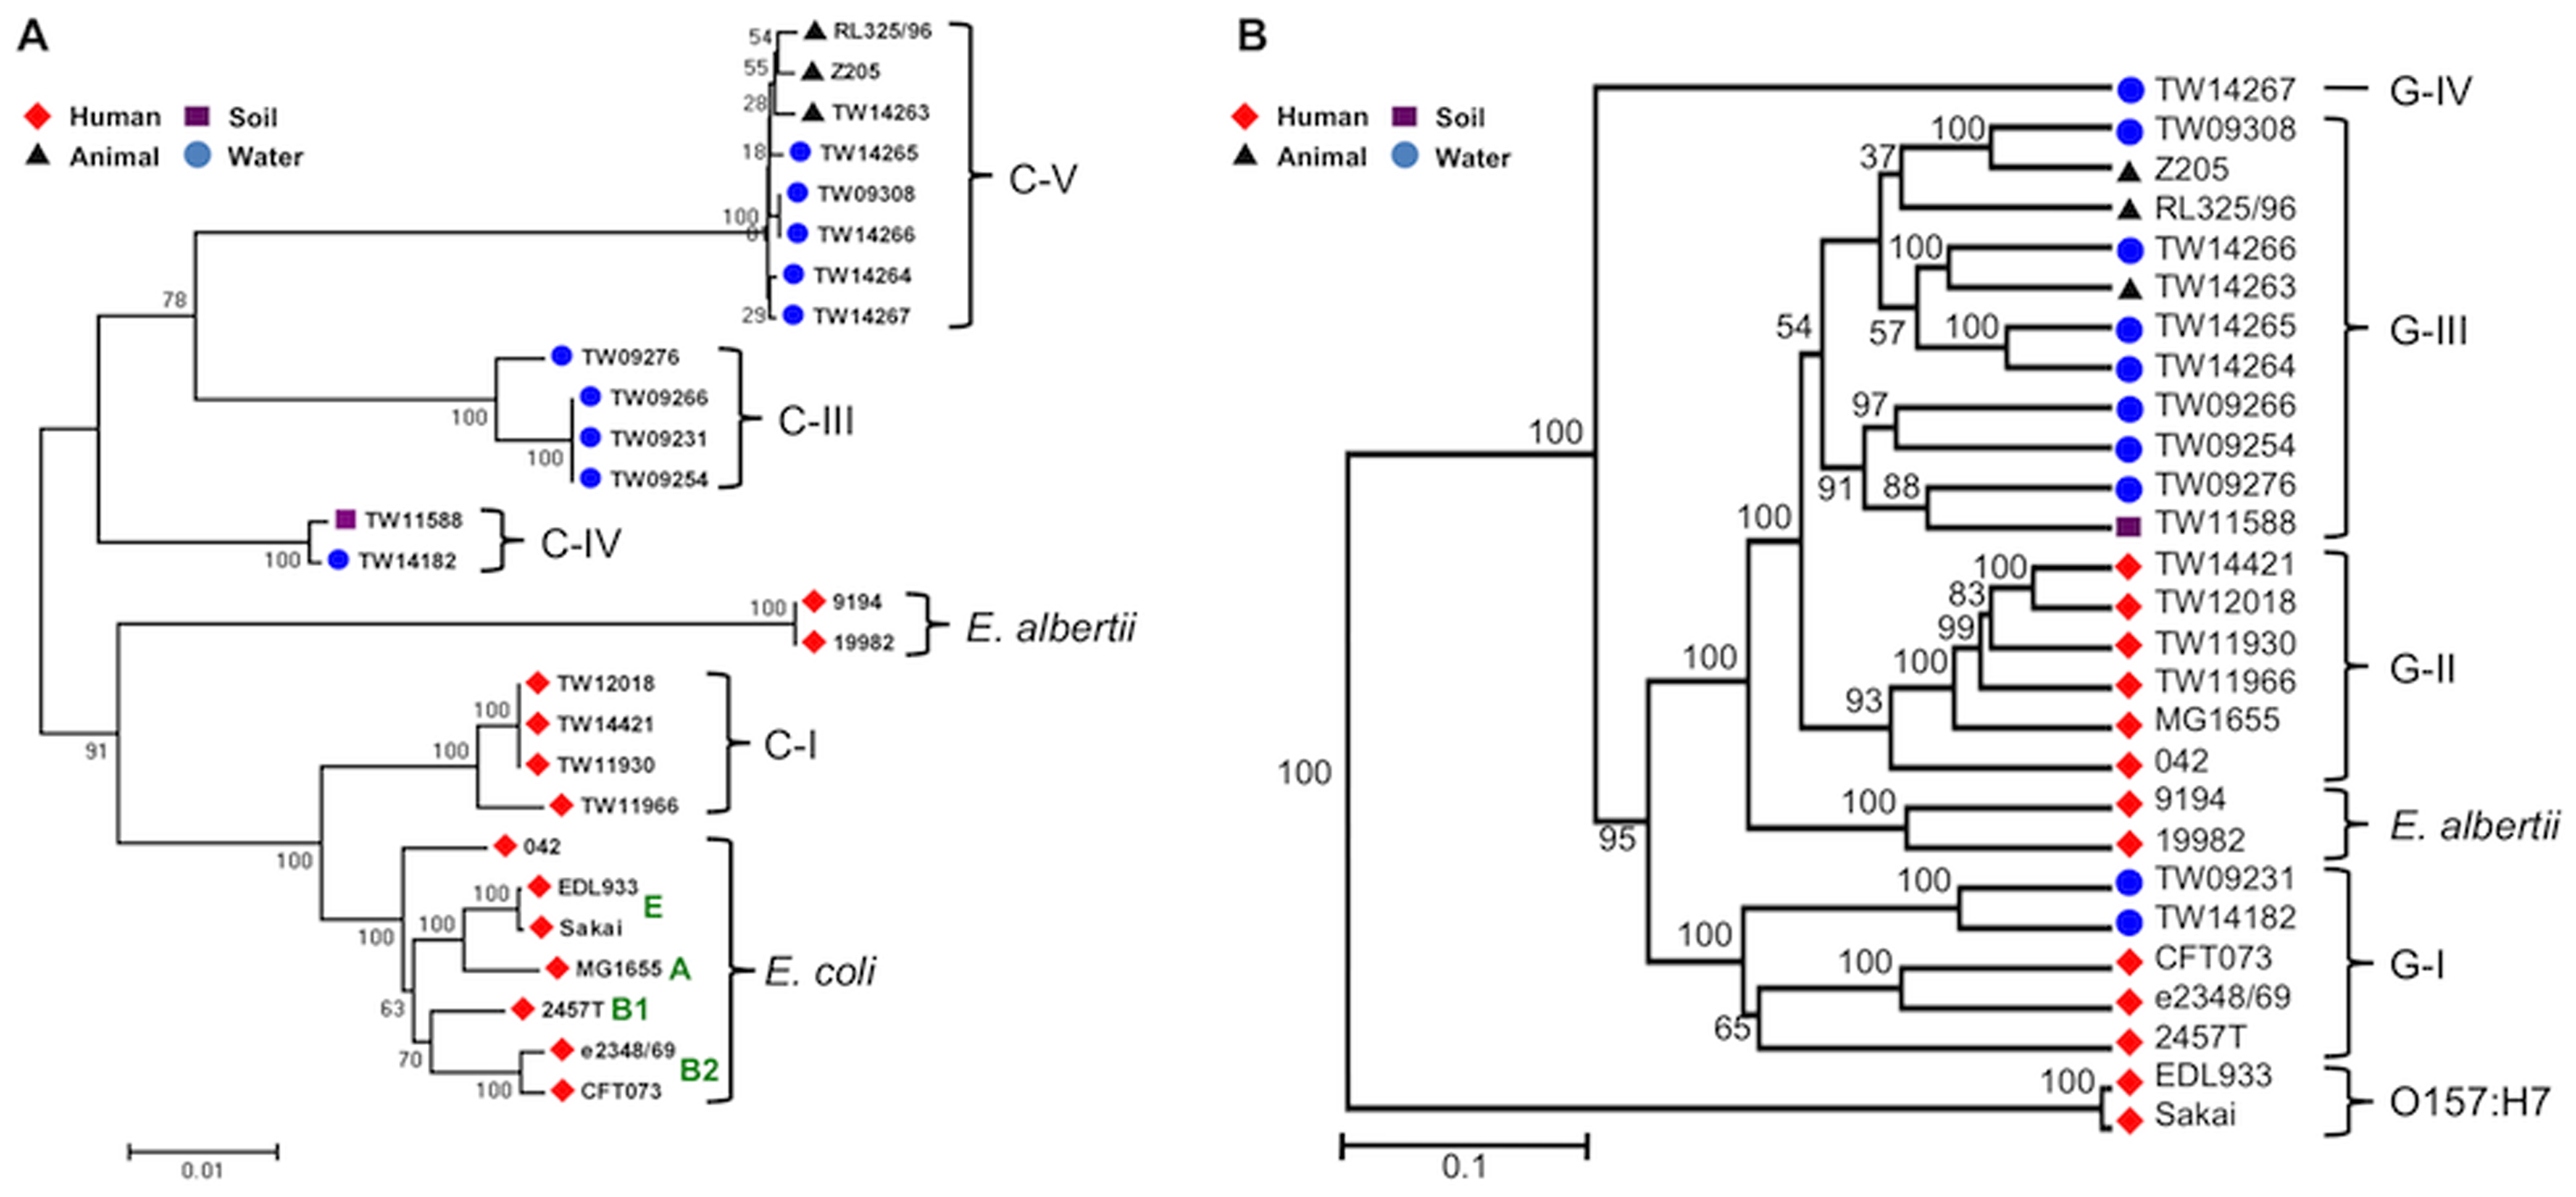 A
Human Soil
Animal Water
54
RL325/96
55
Z205
28
TW14263
18
TW14265
C-V
TW09308
100
TW14266
TW14264
29
TW14267
78
TW09276
TW09266
100
C-III
TW09231
100
TW09254
TW11588
C-IV
100
TW14182
9194
100
E. albertii
19982
TW12018
100
TW14421
100
C-I
TW11930
91
TW11966
042
100
EDL933
100
E
Sakai
100
100
MG1655 A
E. coli
2457T B1
63
e2348/69
70
B2
CFT073
100
0.01
B
Human Soil
Animal Water
TW14267
G-IV
TW09308
100
37
Z205
RL325/96
TW14266
100
TW14263
TW14265
54
57
100
G-III
TW14264
TW09266
97
TW09254
100
TW09276
91
88
TW11588
100
TW14421
100
TW12018
83
TW11930
99
100
100
G-II
TW11966
93
MG1655
042
9194
100
100
E. albertii
19982
95
TW09231
100
TW14182
100
CFT073
100
G-I
e2348/69
65
2457T
EDL933
100
O157:H7
Sakai
0.1